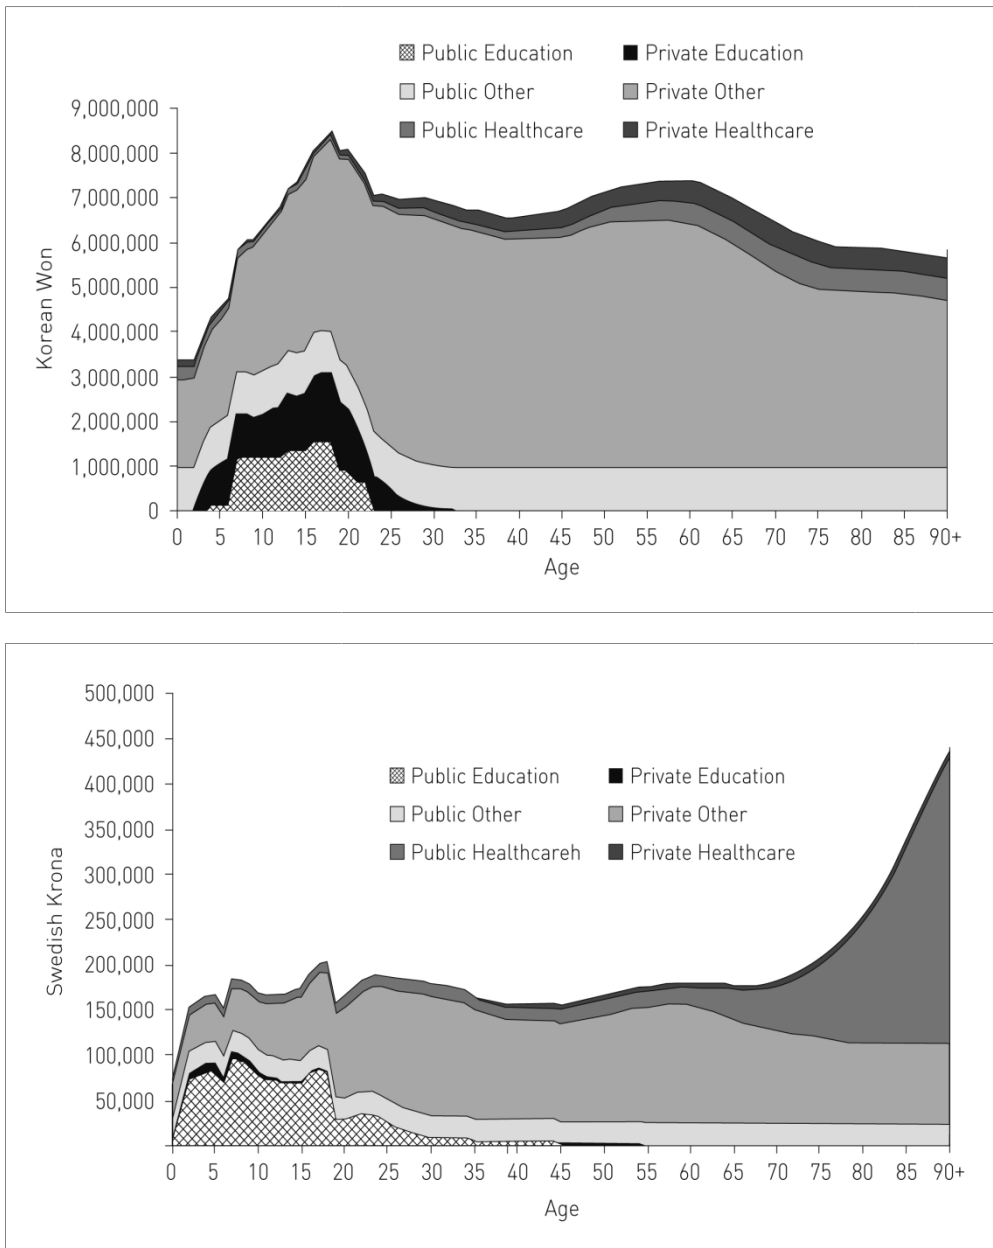 Public Education Private Education
Public Other Private Other
Public Healthcare Private Healthcare
9,000,000
8,000,000
7,000,000
6,000,000
5,000,000
4,000,000
3,000,000
2,000,000
1,000,000
0
Korean Won
0 5 10 15 20 25 30 35 40 45 50 55 60 65 70 75 80 85 90+
Age
500,000
450,000
400,000
350,000
300,000
250,000
200,000
150,000
100,000
50,000
Swedish Krona
Public Education Private Education
Public Other Private Other
Public Healthcareh Private Healthcare
0 5 10 15 20 25 30 35 40 45 50 55 60 65 70 75 80 85 90+
Age